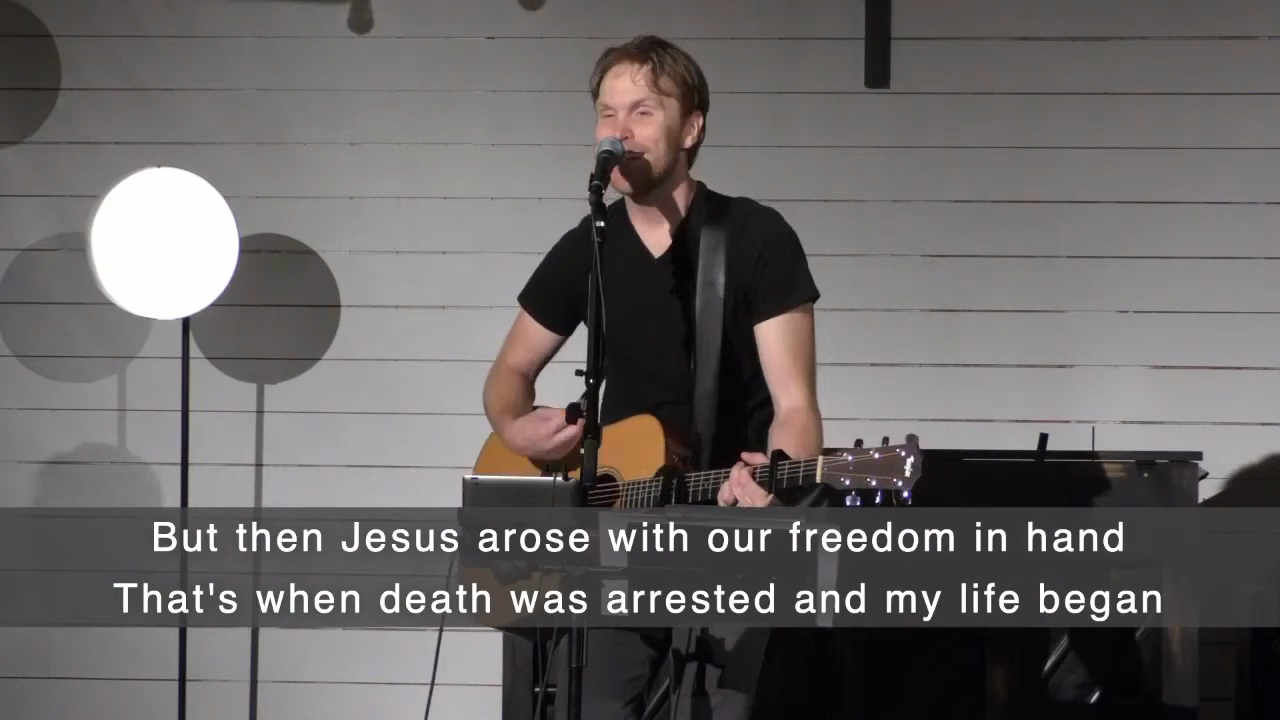 But then Jesus arose with our freedom in hand
That's when death was arrested and my life began